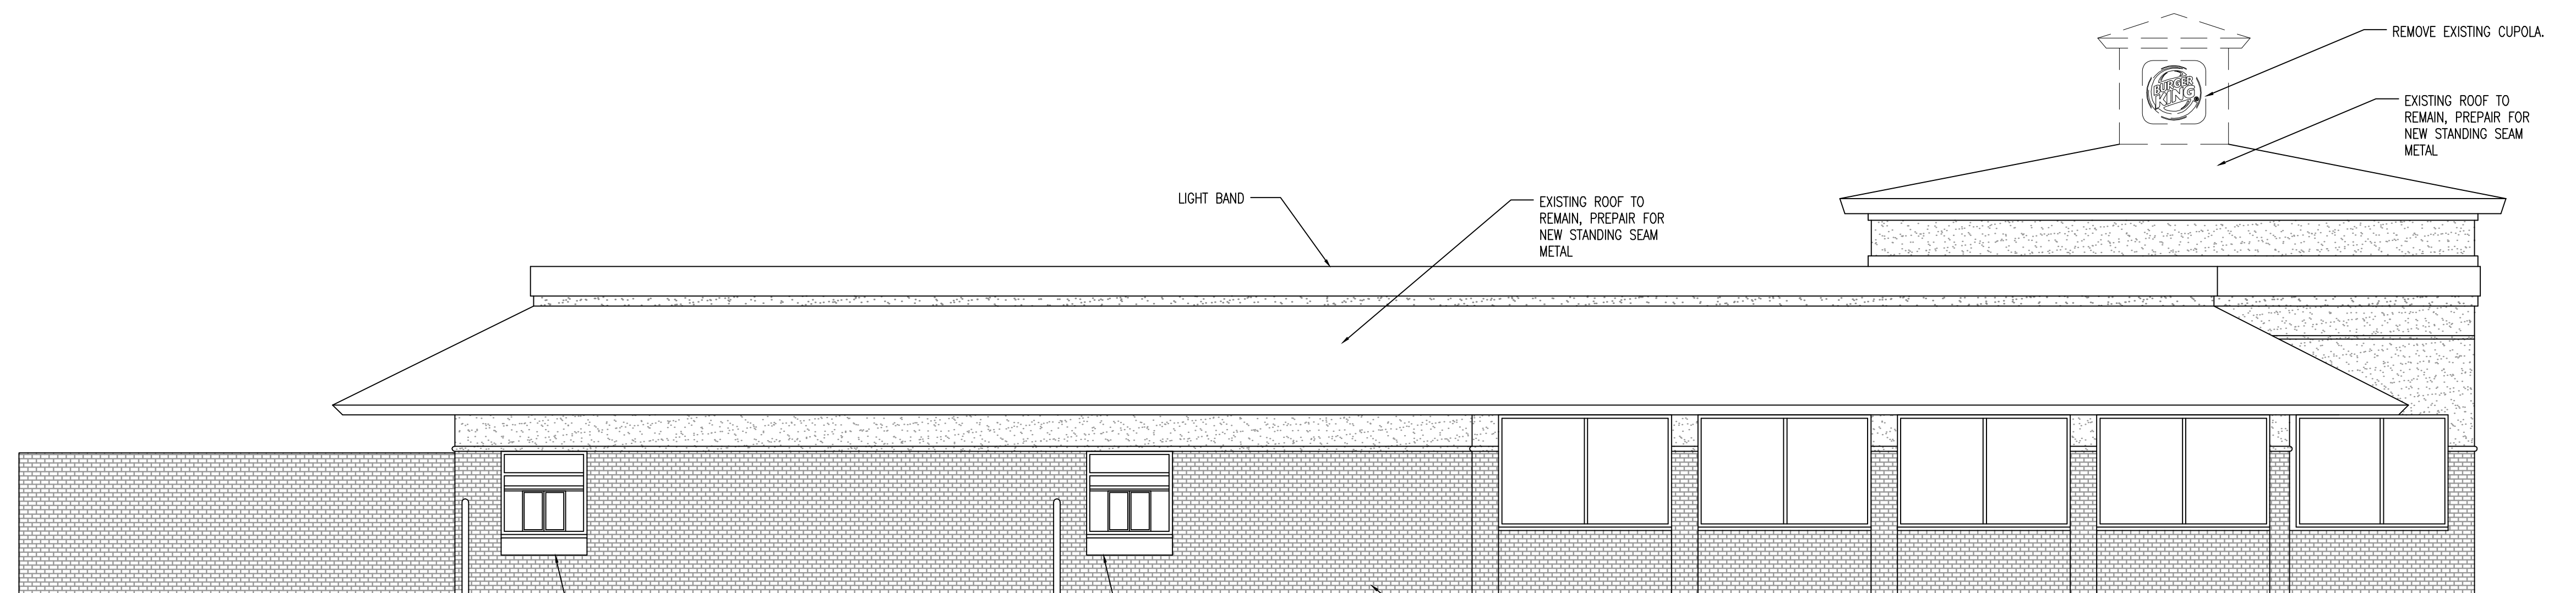 REMOVE EXISTING CUPOLA.
BURGER
KING
EXISTING ROOF TO
REMAIN, PREPAIR FOR
NEW STANDING SEAM
METAL
LIGHT BAND
EXISTING ROOF TO
REMAIN, PREPAIR FOR
NEW STANDING SEAM
METAL